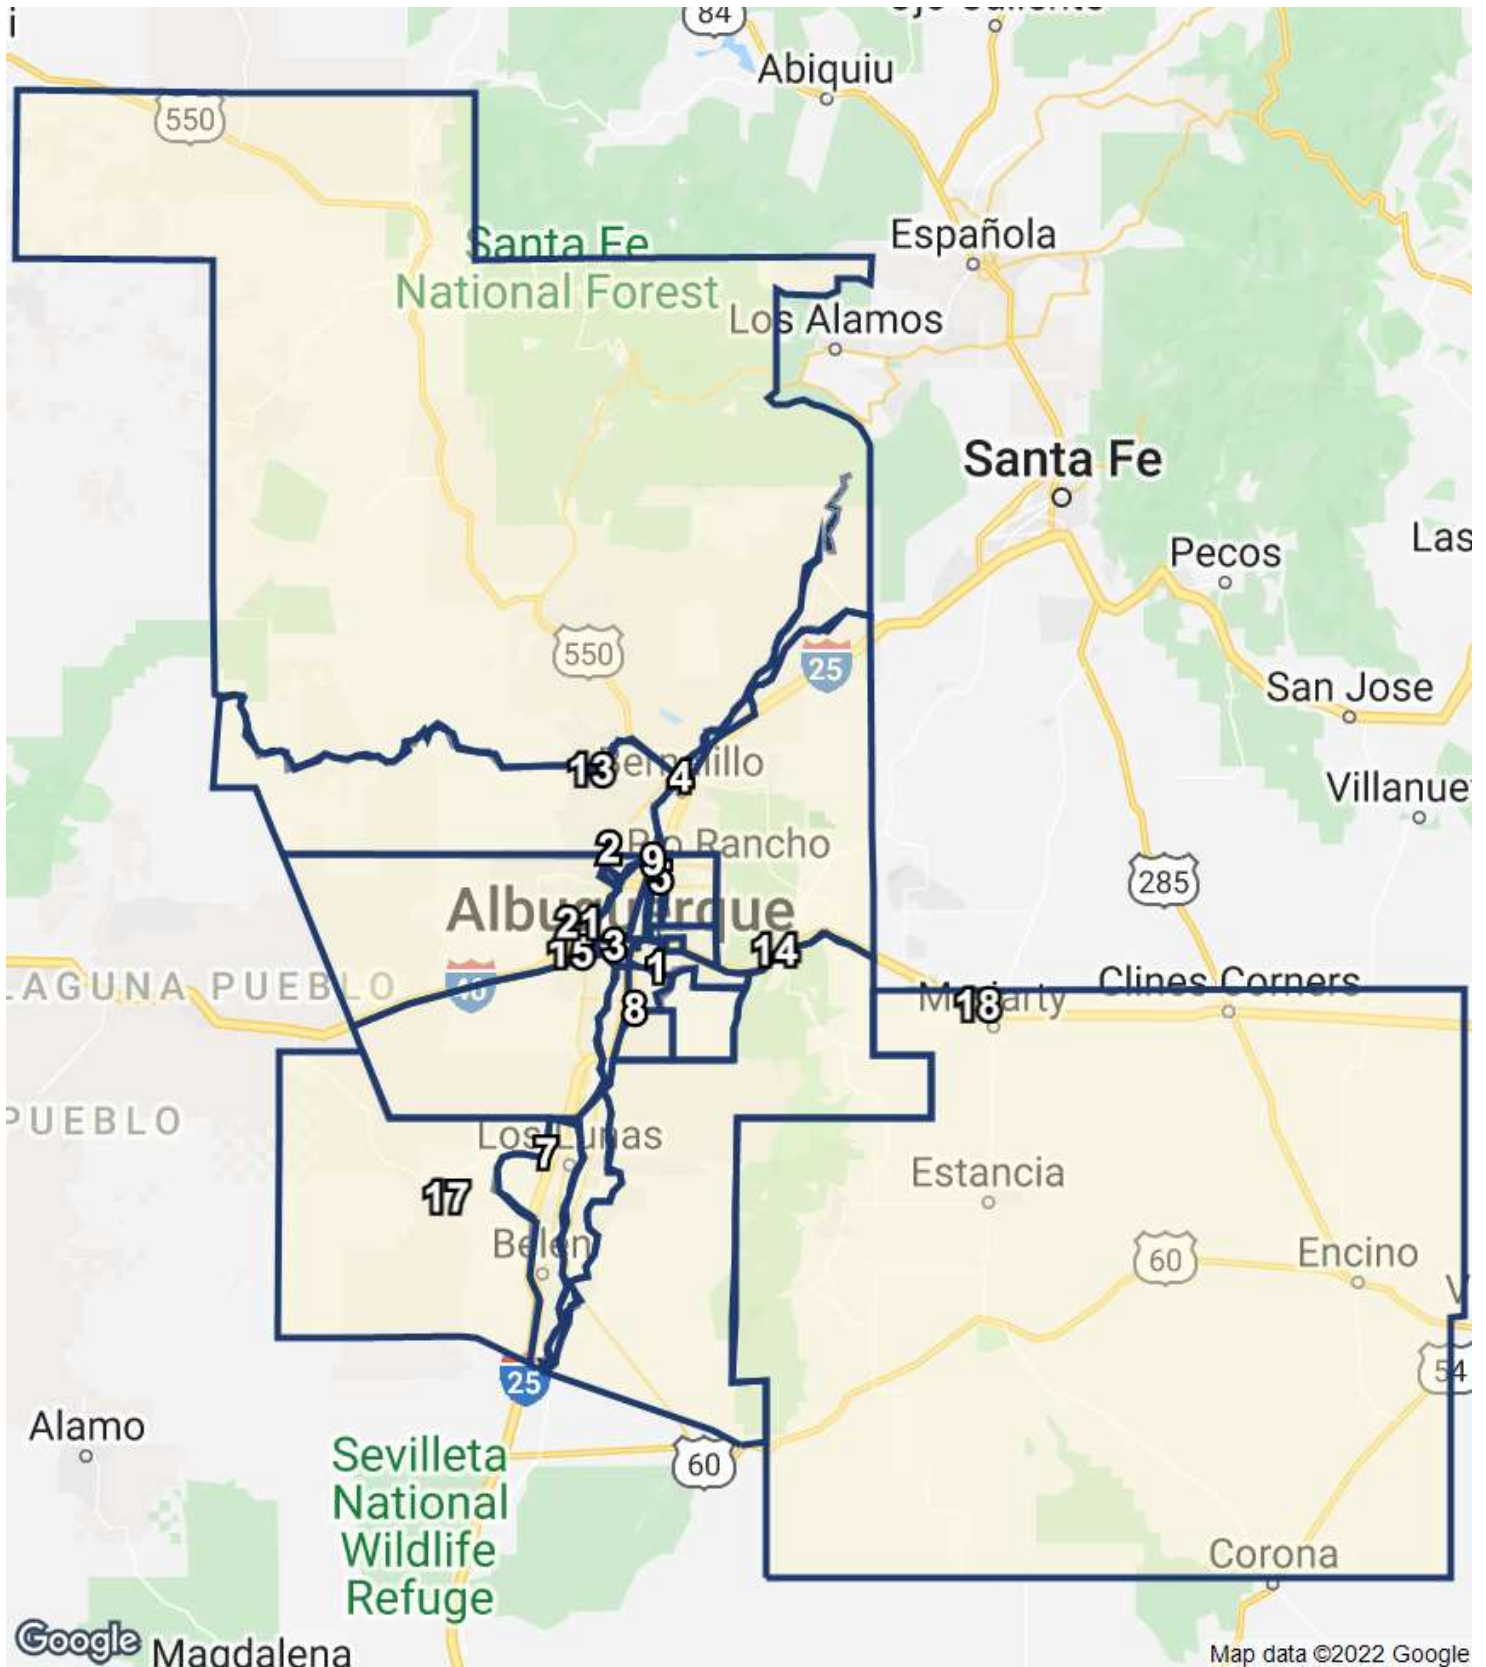 84
Abiquiu
550
Española
Santa Fe
National Forest
Los Alamos
Santa Fe
Pecos
Las
550
25
San Jose
13
4
Villanue
2
Rio Rancho
9
285
Albuquerque
21
3
15
14
1
LAGUNA PUEBLO
40
Clines Corners
18
8
PUEBLO
Los Lunas
7
Estancia
17
Belen
60
Encino
25
54
Alamo
Sevilleta
National
Wildlife
Refuge
60
Corona
Google
Magdalena
Map data ©2022 Google